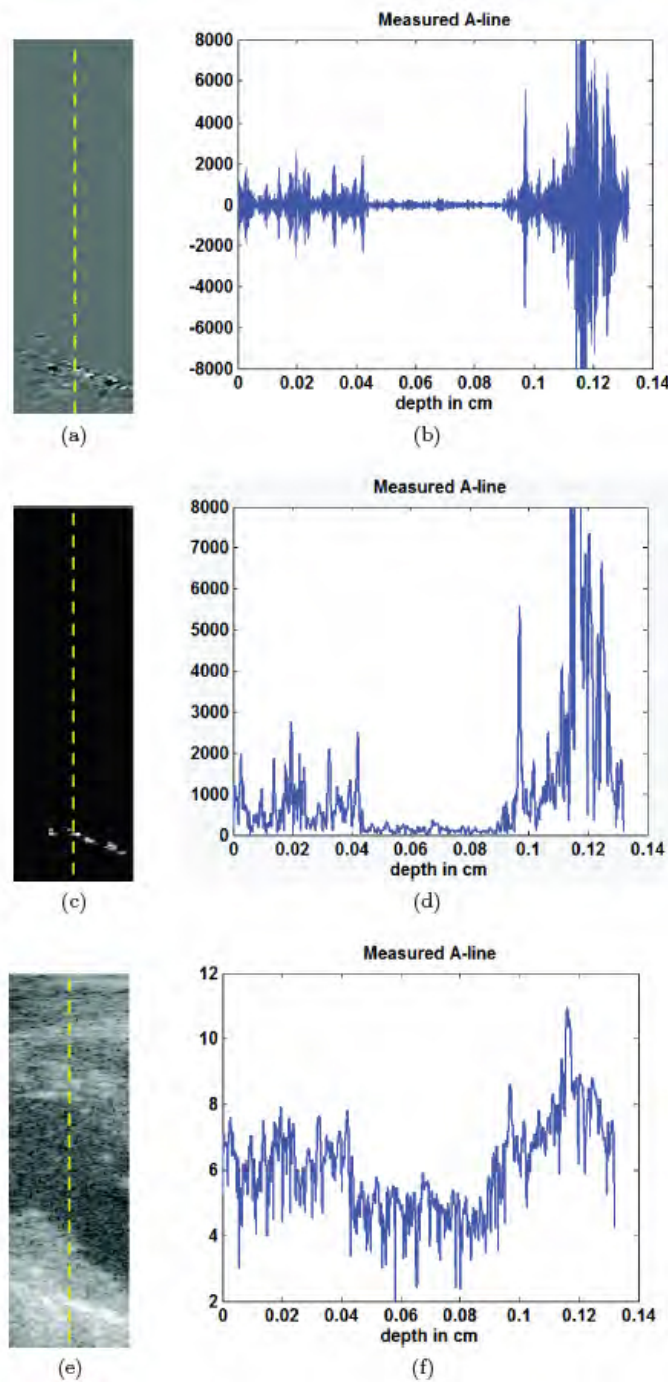 Measured A-line
8000
6000
4000
2000
0
-2000
-4000
-6000
-8000
0 0.02 0.04 0.06 0.08 0.1 0.12 0.14
depth in cm
(a) (b)
Measured A-line
8000
7000
6000
5000
4000
3000
2000
1000
0
0 0.02 0.04 0.06 0.08 0.1 0.12 0.14
depth in cm
(c) (d)
Measured A-line
12
10
8
6
4
2
0 0.02 0.04 0.06 0.08 0.1 0.12 0.14
depth in cm
(e) (f)